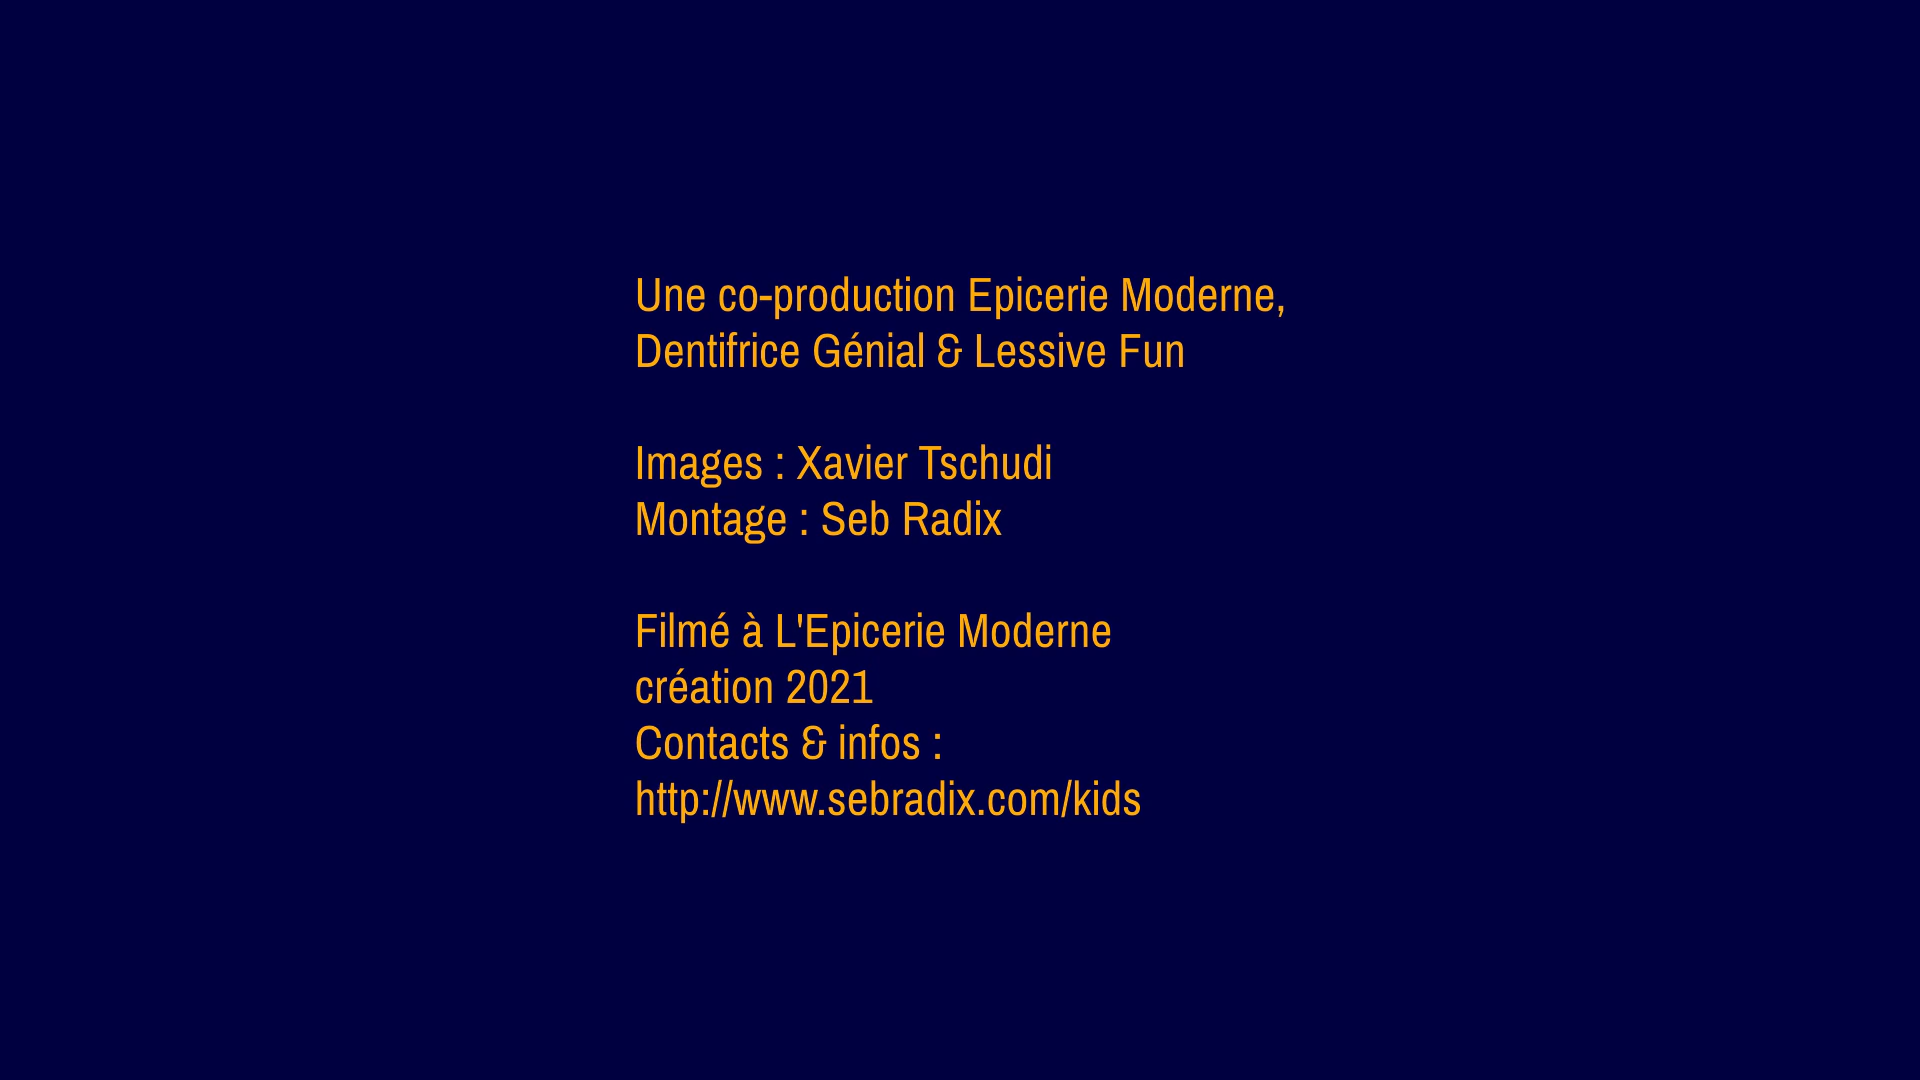 Une co-production Epicerie Moderne,
Dentifrice Génial & Lessive Fun
Images : Xavier Tschudi
Montage : Seb Radix
Filmé à L'Epicerie Moderne
création 2021
Contacts & infos :
http://www.sebradix.com/kids